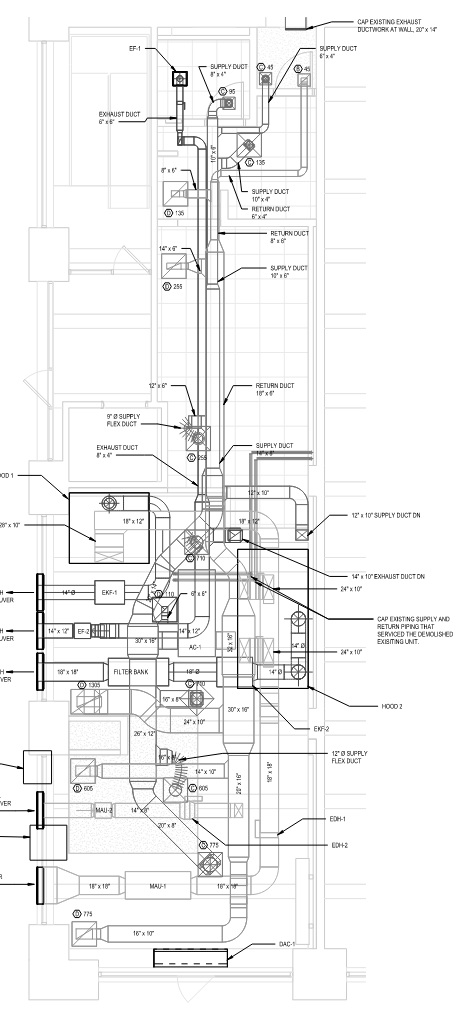 CAP EXISTING EXHAUST
DUCTWORK AT WALL, 20" x 14"
EF-1
SUPPLY DUCT
6" x 4"
SUPPLY DUCT
8" x 4"
C 45
45
C 95
EXHAUST DUCT
6" x 6"
10" x 6"
C 135
8" x 6"
SUPPLY DUCT
10" x 4"
RETURN DUCT
6" x 4"
D 135
RETURN DUCT
8" x 6"
14" x 6"
SUPPLY DUCT
10" x 6"
D 255
12" x 6"
RETURN DUCT
18" x 6"
9" Ø SUPPLY
FLEX DUCT
EXHAUST DUCT
8" x 4"
C 255
SUPPLY DUCT
14" x 8"
HOOD 1
12" x 10"
18" x 12"
18" x 12"
12" x 10" SUPPLY DUCT DN
28" x 10"
710
14" x 10" EXHAUST DUCT DN
24" x 10"
14" Ø
EKF-1
110
6" x 6"
CAP EXISTING SUPPLY AND
RETURN PIPING THAT
SERVICED THE DEMOLISHED
EXISITING UNIT.
14" x 12"
EF-2
14" x 12"
30" x 16"
AC-1
32" x 16"
14" Ø
24" x 10"
18" x 18"
FILTER BANK
18" Ø
14" Ø
14" Ø
D 1305
710
16" x 8"
HOOD 2
30" x 16"
24" x 10"
EKF-2
26" x 12"
12" Ø SUPPLY
FLEX DUCT
14" x 10"
18" x 18"
20" x 16"
D 605
C 605
MAU-2
14" x 8"
EDH-1
20" x 8"
EDH-2
D 775
18" x 18"
MAU-1
18" x 18"
D 775
16" x 10"
DAC-1